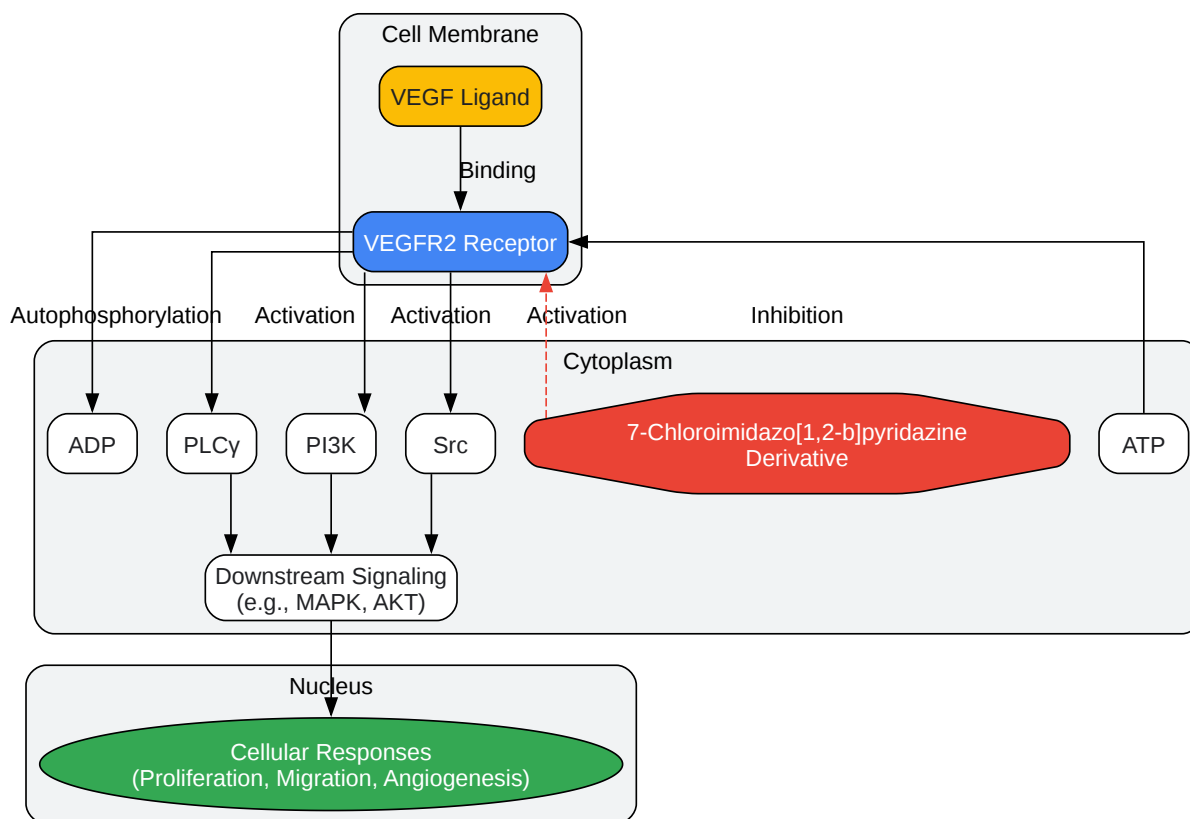 Cell Membrane
VEGF Ligand
Binding
VEGFR2 Receptor
Autophosphorylation
Activation
Activation
Activation
Inhibition
Cytoplasm
ADP
PLCγ
PI3K
Src
7-Chloroimidazo[1,2-b]pyridazine
Derivative
ATP
Downstream Signaling
(e.g., MAPK, AKT)
Nucleus
Cellular Responses
(Proliferation, Migration, Angiogenesis)